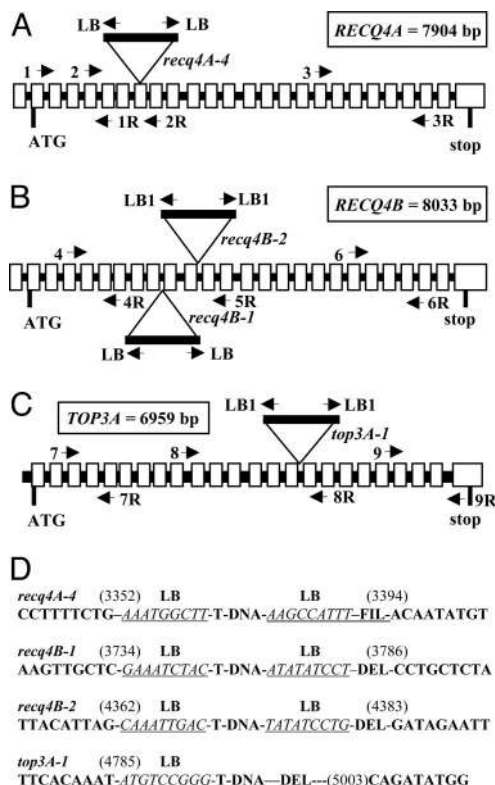 A
LB LB
recq4A-4
RECQ4A = 7904 bp
1 2 3
1R 2R 3R
ATG stop
B
LB1 LB1
recq4B-2
RECQ4B = 8033 bp
4 6
4R 5R 6R
recq4B-1
ATG stop
LB LB
C
TOP3A = 6959 bp
LB1 LB1
top3A-1
7 8 9
7R 8R 9R
ATG stop
D
recq4A-4 (3352) LB LB (3394)
CCTTTTCTG–AAATGGCTT-T-DNA-AAGCCATTT–FIL-ACAATATGT
recq4B-1 (3734) LB LB (3786)
AAGTTGCTC-GAAATCTAC-T-DNA-ATATATCCT–DEL-CCTGCTCTA
recq4B-2 (4362) LB LB (4383)
TTACATTAG-CAAATTGAC-T-DNA-TATATCCTG-DEL-GATAGAATT
top3A-1 (4785) LB
TTCACAAAT-ATGTCCGGG-T-DNA—DEL---(5003)CAGATATGG